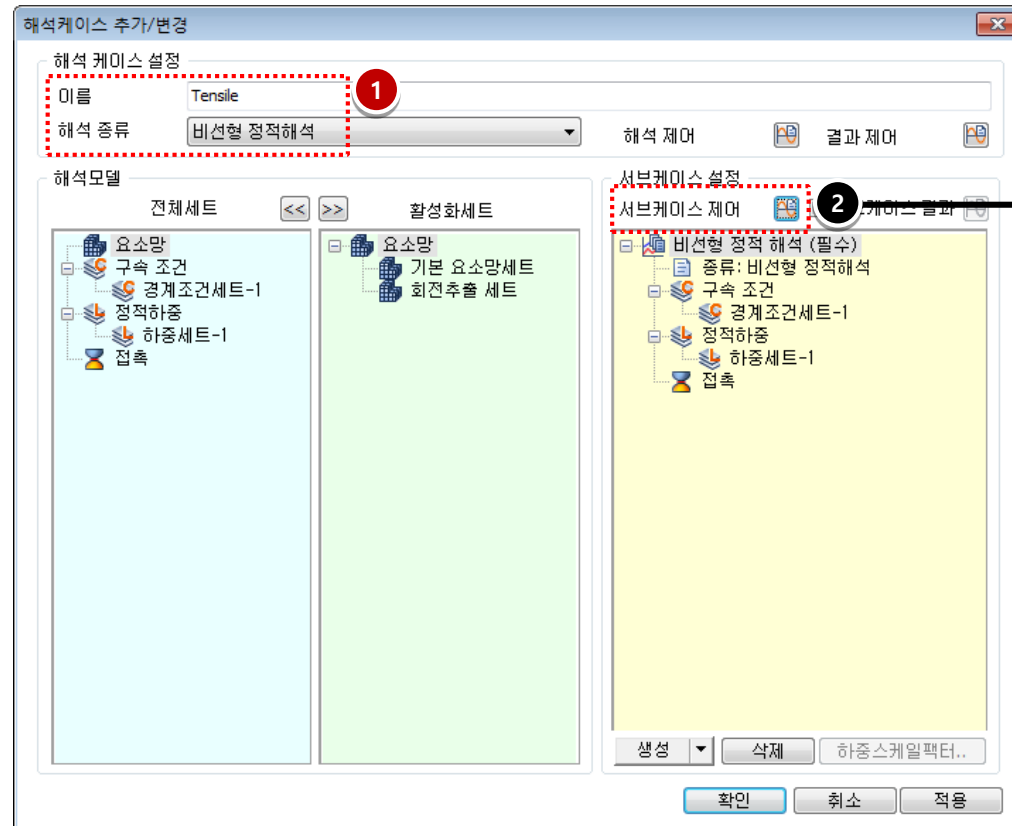 해석케이스 추가/변경
해석 케이스 설정
이름 Tensile
1
해석 종류 비선형 정적해석
해석 제어 결과 제어
해석모델
서브케이스 설정
전체세트 << >> 활성화세트
서브케이스 제어
2
결과
요소망
구속 조건
경계조건세트-1
정적하중
하중세트-1
접촉
요소망
기본 요소망세트
회전추출 세트
비선형 정적 해석 (필수)
종류: 비선형 정적해석
구속 조건
경계조건세트-1
정적하중
하중세트-1
접촉
생성 삭제 하중스케일팩터..
확인 취소 적용